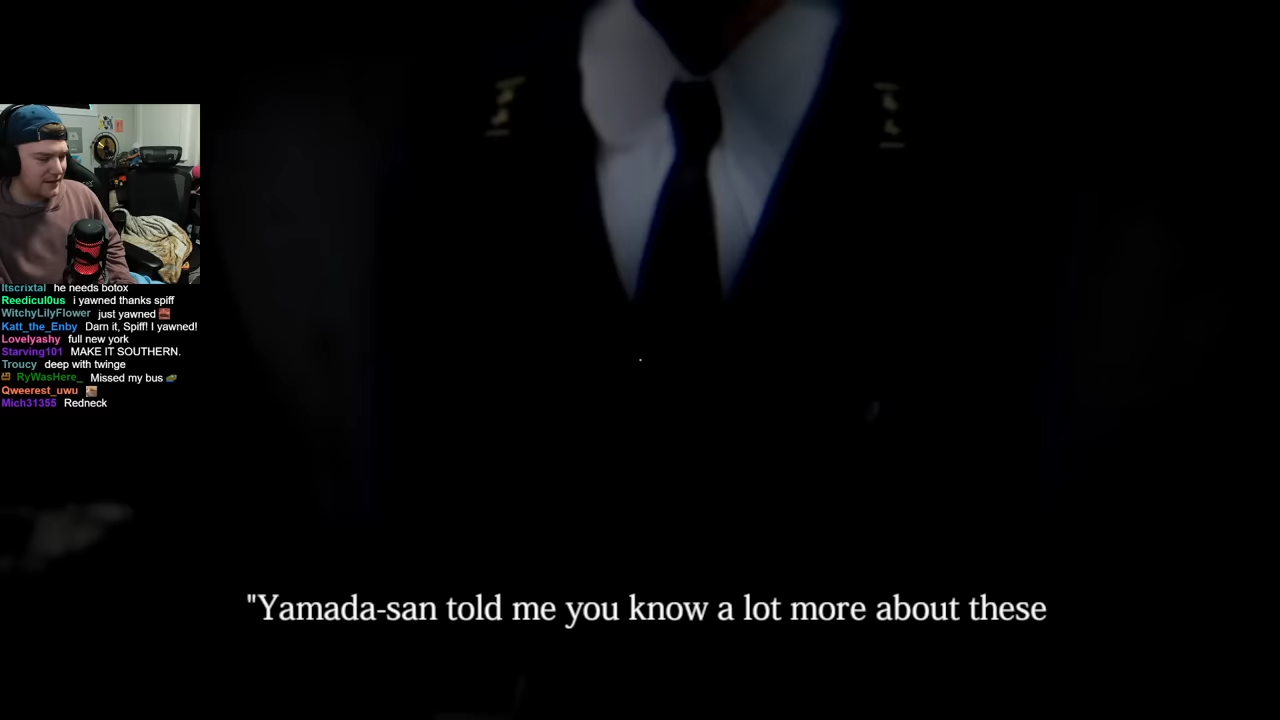 Itscrixtal he needs botox
Reedicul0us i yawned thanks spiff
WitchyLilyFlower just yawned
Katt_the_Enby Darn it, Spiff! I yawned!
Lovelyashy full new york
Starving101 MAKE IT SOUTHERN.
Troucy deep with twinge
RyWasHere_ Missed my bus
Qweerest_uwu
Mich31355 Redneck
"Yamada-san told me you know a lot more about these